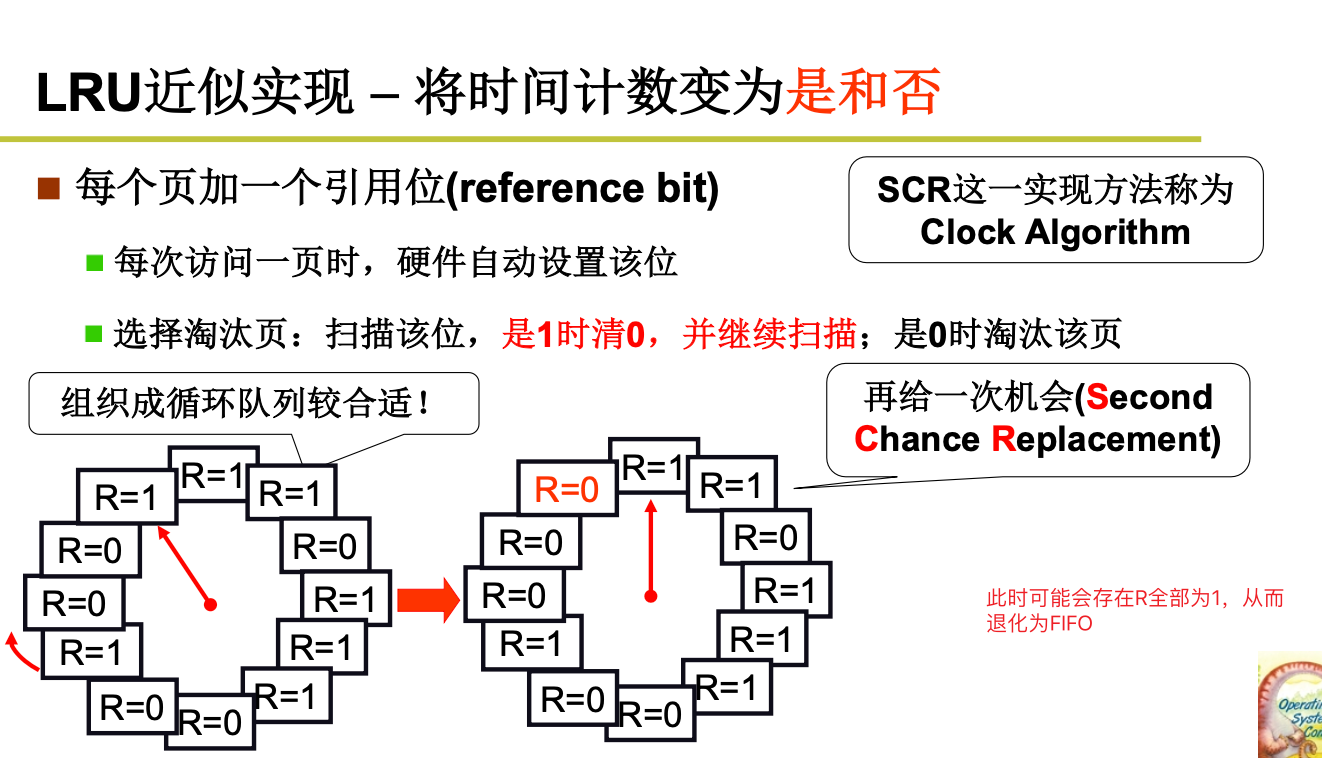 LRU近似实现 – 将时间计数变为是和否
每个页加一个引用位(reference bit)
SCR这一实现方法称为
Clock Algorithm
每次访问一页时，硬件自动设置该位
选择淘汰页：扫描该位，是1时清0，并继续扫描；是0时淘汰该页
组织成循环队列较合适！
再给一次机会(Second
Chance Replacement)
R=1
R=1
R=1
R=0
R=0
R=0
R=1
R=1
R=1
R=0
R=0
R=1
R=1
R=0
R=1
R=0
R=0
R=0
R=1
R=1
R=1
R=0
R=0
R=1
此时可能会存在R全部为1，从而
退化为FIFO
Operatin
Syste
Con